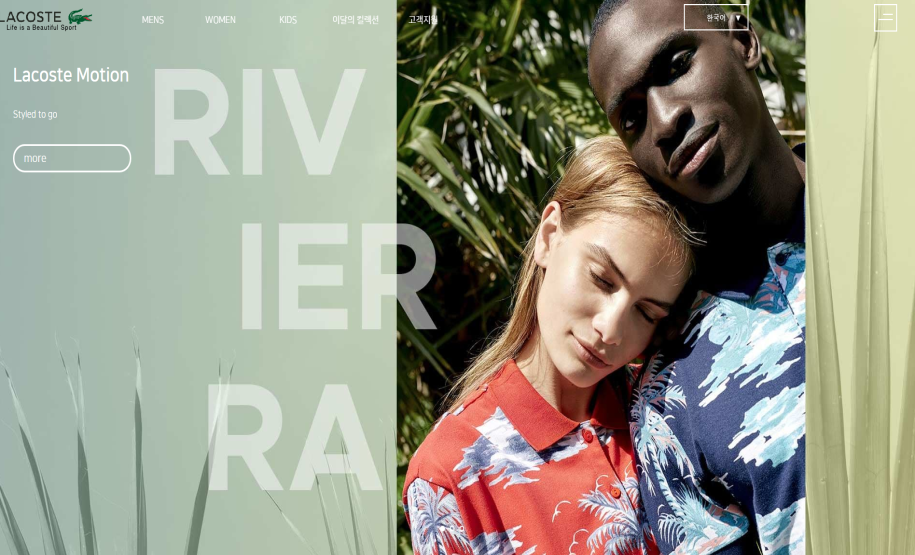 LACOSTE
Life is a Beautiful Sport
MENS WOMEN KIDS 이달의 컬렉션 고객지원
한국어 ▼
Lacoste Motion
Styled to go
more
RIV
IER
RA